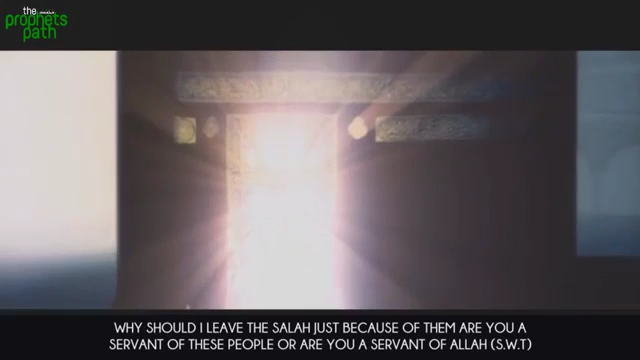 the
prophets
path
WHY SHOULD I LEAVE THE SALAH JUST BECAUSE OF THEM ARE YOU A
SERVANT OF THESE PEOPLE OR ARE YOU A SERVANT OF ALLAH (S.W.T)